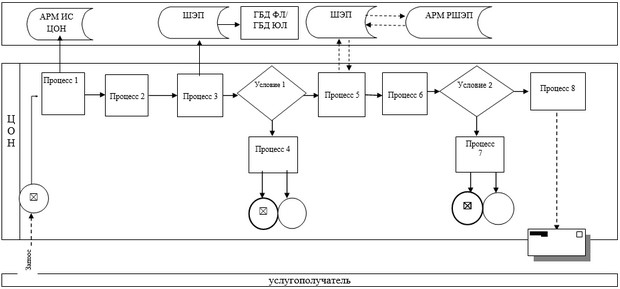 АРМ ИС
ЦОН
ШЭП
ГБД ФЛ/
ГБД ЮЛ
ШЭП
АРМ РШЭП
ЦОН
Процесс 1
Процесс 2
Процесс 3
Условие 1
Процесс 5
Процесс 6
Условие 2
Процесс 8
Процесс 4
Процесс
7
Запрос
услугополучатель